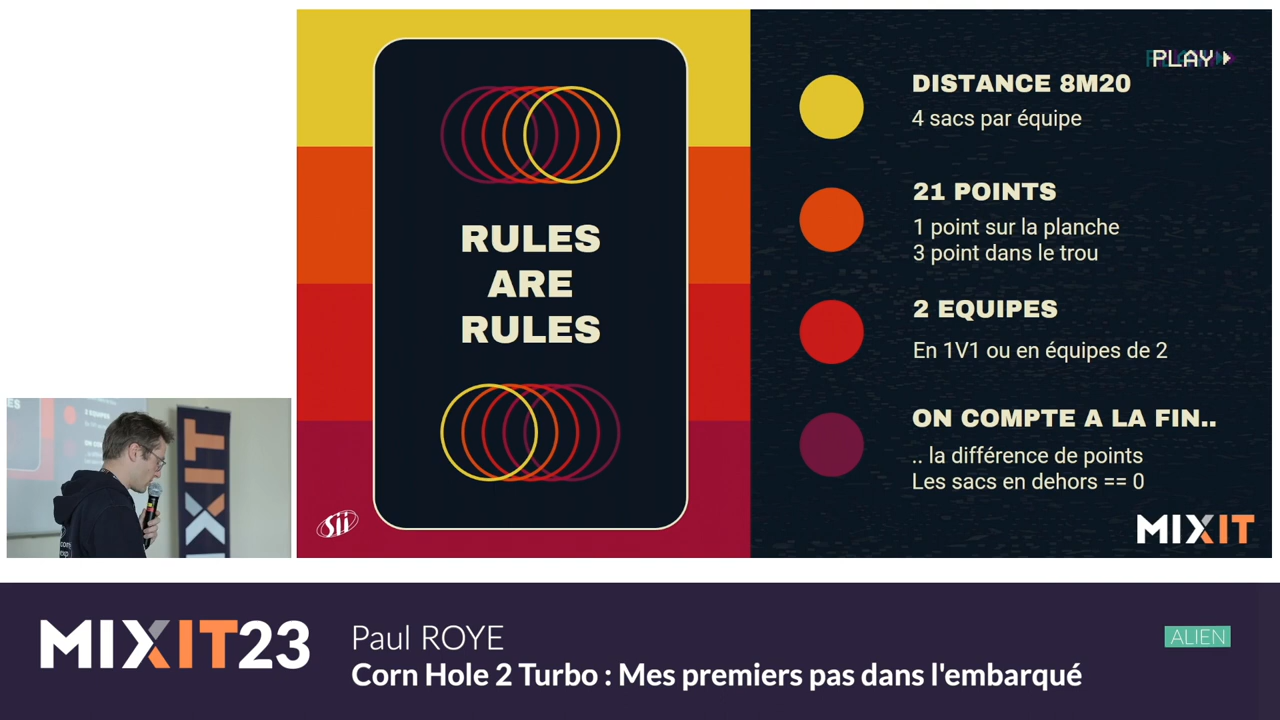 PLAY
DISTANCE 8M20
4 sacs par équipe
21 POINTS
1 point sur la planche
3 point dans le trou
2 EQUIPES
En 1V1 ou en équipes de 2
ON COMPTE A LA FIN..
.. la différence de points
Les sacs en dehors == 0
RULES
ARE
RULES
sii
MIXIT
MIXIT
MIXIT23
Paul ROYE
Corn Hole 2 Turbo : Mes premiers pas dans l'embarqué
ALIEN